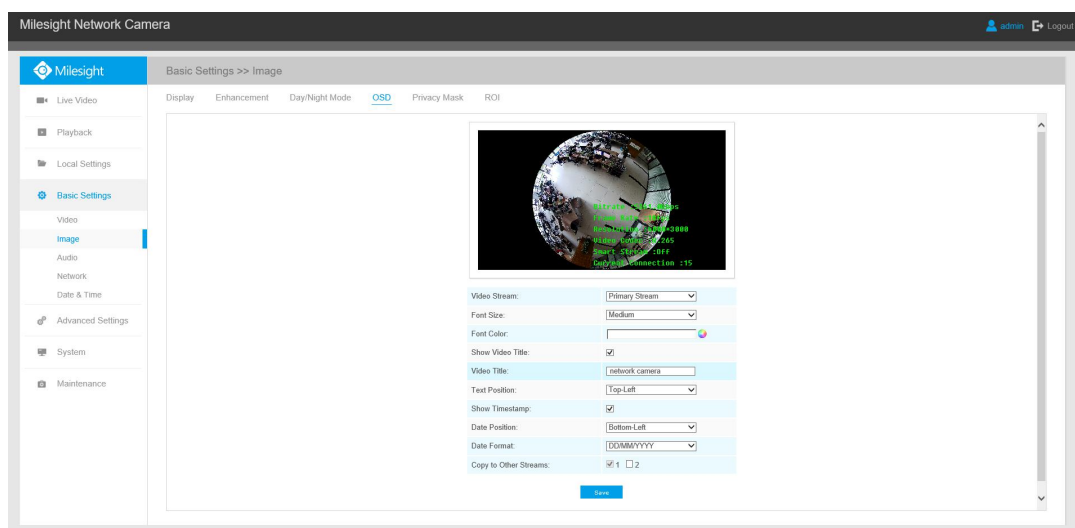 Milesight Network Camera
admin Logout
Milesight
Basic Settings >> Image
Live Video
Playback
Local Settings
Basic Settings
Video
Image
Audio
Network
Date & Time
Advanced Settings
System
Maintenance
Display Enhancement Day/Night Mode OSD Privacy Mask ROI
Video :H.265
Smart Stream :Off
Current Connection :15
Video Stream: Primary Stream
Font Size: Medium
Font Color:
Show Video Title:
Video Title: network camera
Text Position: Top-Left
Show Timestamp:
Date Position: Bottom-Left
Date Format: DD/MM/YYYY
Copy to Other Streams: 1 2
Save